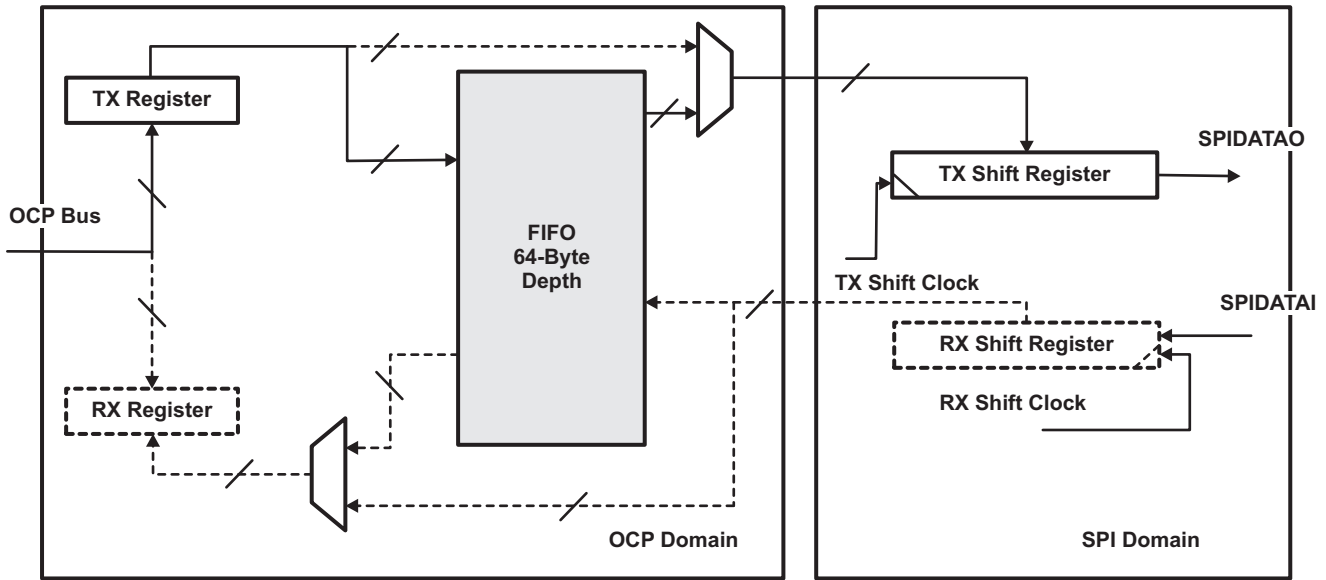 TX Register
SPIDATAO
TX Shift Register
OCP Bus
FIFO
64-Byte
Depth
TX Shift Clock
SPIDATAI
RX Shift Register
RX Register
RX Shift Clock
OCP Domain
SPI Domain